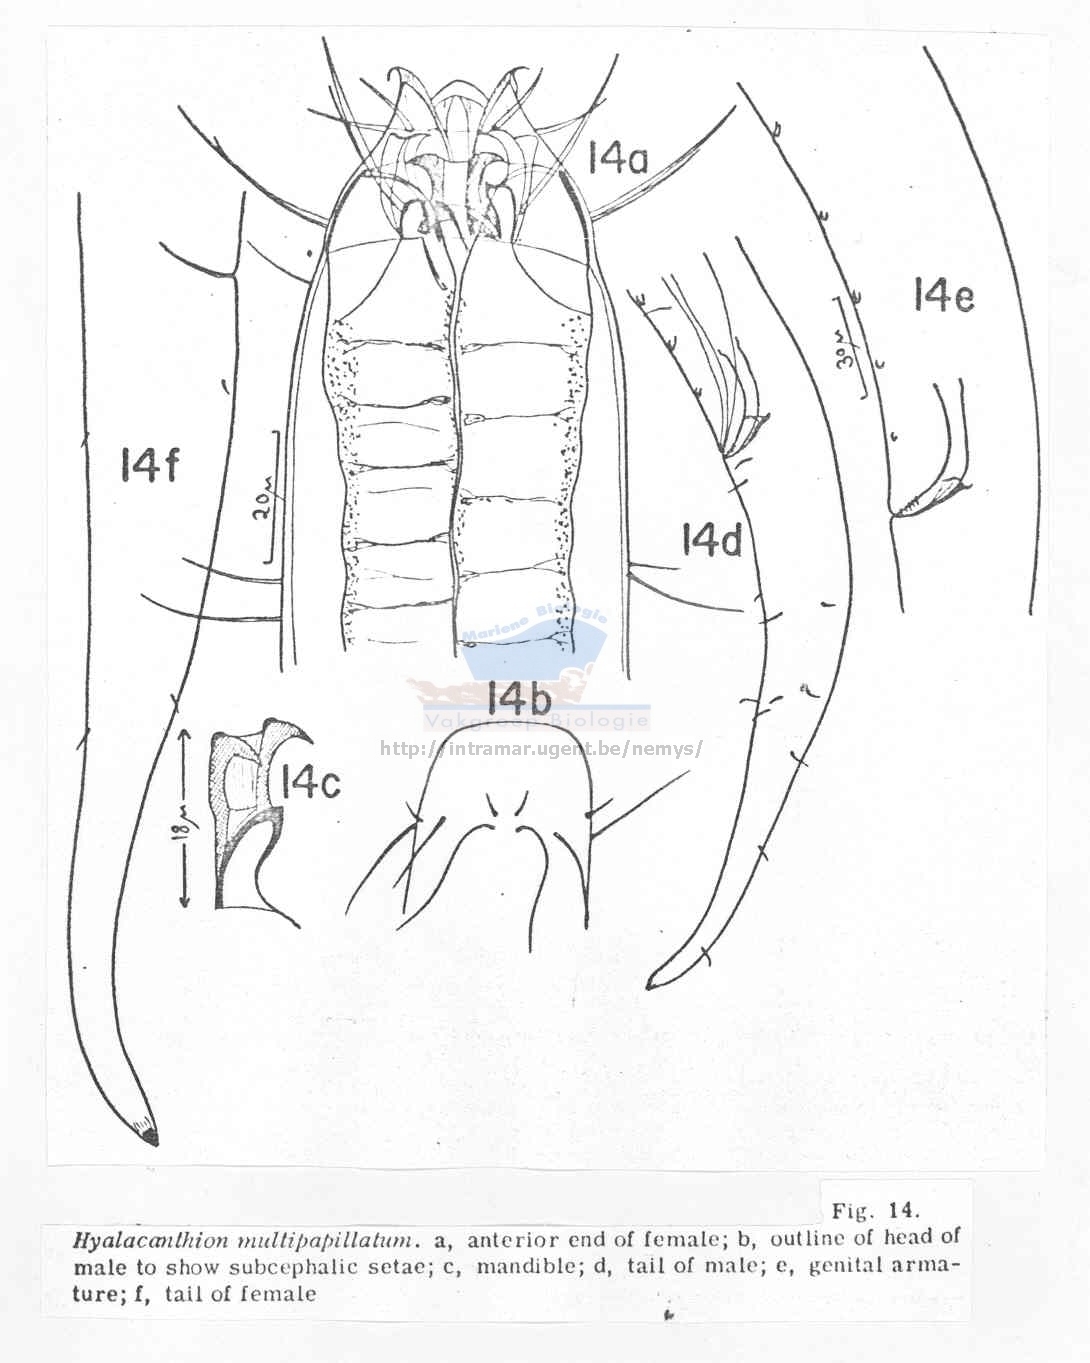 14a
14e
30μ
14f
20μ
14d
Mariene Biologie
14b
Vakgroep Biologie
http://intramar.ugent.be/nemys/
14c
18μ
Fig. 14.
Hyalacanthion multipapillatum. a, anterior end of female; b, outline of head of
male to show subcephalic setae; c, mandible; d, tail of male; e, genital arma-
ture; f, tail of female